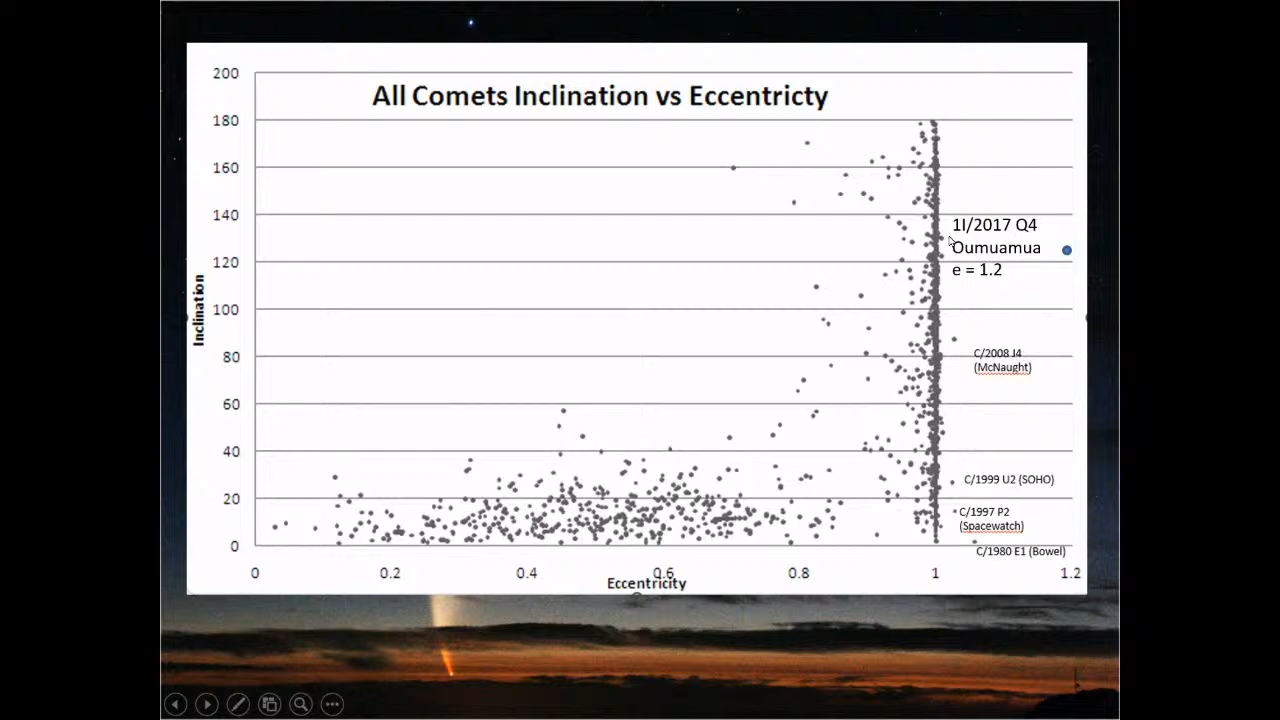 All Comets Inclination vs Eccentricty
200
180
160
140
120
100
80
60
40
20
0
Inclination
1I/2017 Q4
Oumuamua
e = 1.2
C/2008 J4
(McNaught)
C/1999 U2 (SOHO)
C/1997 P2
(Spacewatch)
C/1980 E1 (Bowel)
0
0.2
0.4
0.6
0.8
1
1.2
Eccentricity